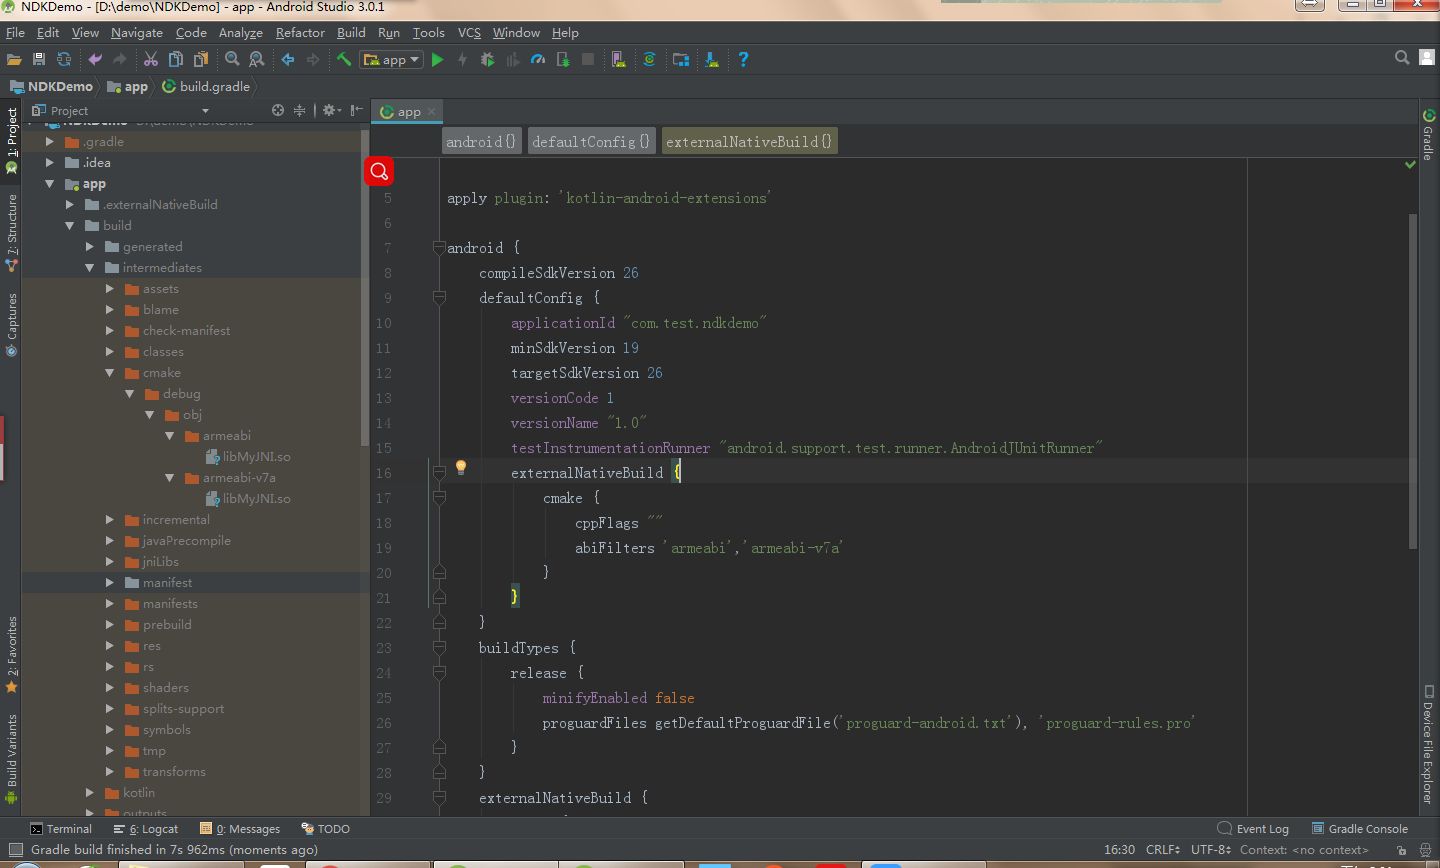 NDKDemo - [D:\demo\NDKDemo] - app - Android Studio 3.0.1
File Edit View Navigate Code Analyze Refactor Build Run Tools VCS Window Help
app
NDKDemo app build.gradle
Project
app
NDKDemo D:\demo\NDKDemo
.gradle
.idea
app
.externalNativeBuild
build
generated
intermediates
assets
blame
check-manifest
classes
cmake
debug
obj
armeabi
libMyJNI.so
armeabi-v7a
libMyJNI.so
incremental
javaPrecompile
jniLibs
manifest
manifests
prebuild
res
rs
shaders
splits-support
symbols
tmp
transforms
kotlin
outputs
1: Project
7: Structure
Captures
2: Favorites
Build Variants
android{} defaultConfig{} externalNativeBuild{}
5 apply plugin: 'kotlin-android-extensions'
6
7 android {
8 compileSdkVersion 26
9 defaultConfig {
10 applicationId "com.test.ndkdemo"
11 minSdkVersion 19
12 targetSdkVersion 26
13 versionCode 1
14 versionName "1.0"
15 testInstrumentationRunner "android.support.test.runner.AndroidJUnitRunner"
16 externalNativeBuild {
17 cmake {
18 cppFlags ""
19 abiFilters 'armeabi','armeabi-v7a'
20 }
21 }
22 }
23 buildTypes {
24 release {
25 minifyEnabled false
26 proguardFiles getDefaultProguardFile('proguard-android.txt'), 'proguard-rules.pro'
27 }
28 }
29 externalNativeBuild {
Gradle
Device File Explorer
Terminal 6: Logcat 0: Messages TODO Event Log Gradle Console
Gradle build finished in 7s 962ms (moments ago) 16:30 CRLF UTF-8 Context: <no context>